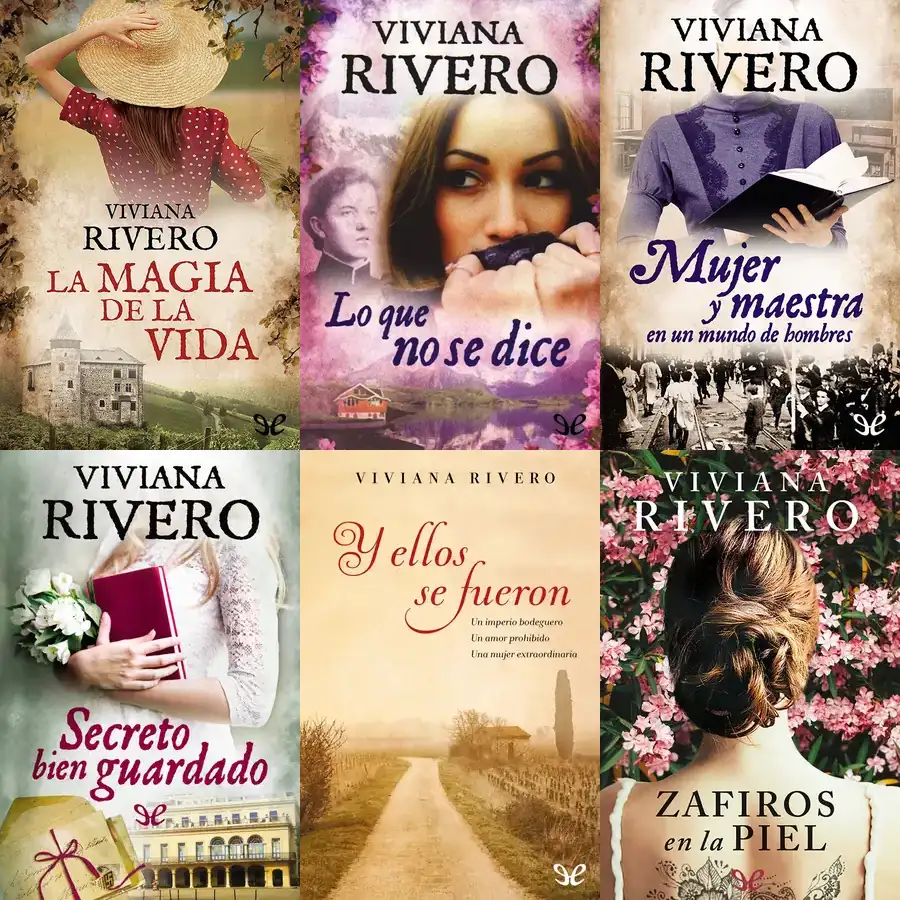 VIVIANA
RIVERO
LA MAGIA
DE LA
VIDA
VIVIANA
RIVERO
Lo que
no se dice
VIVIANA
RIVERO
Mujer
y maestra
en un mundo de hombres
VIVIANA
RIVERO
Secreto
bien guardado
VIVIANA RIVERO
Y ellos
se fueron
Un imperio bodeguero
Un amor prohibido
Una mujer extraordinaria
VIVIANA
RIVERO
ZAFIROS
en la PIEL